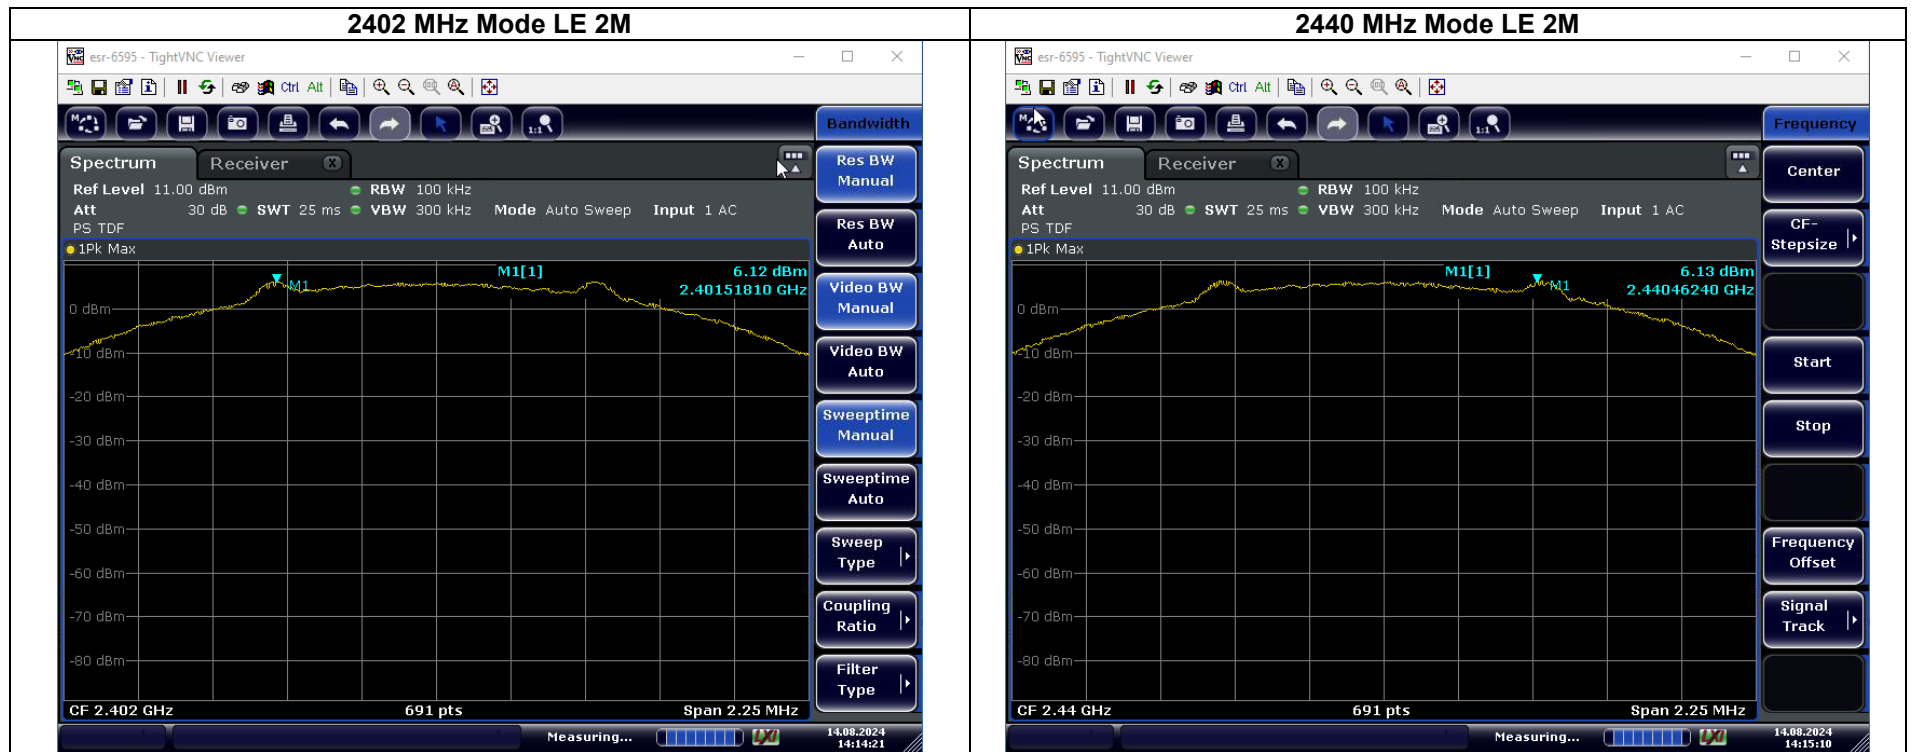 2402 MHz Mode LE 2M
esr-6595 - TightVNC Viewer
Ctrl Alt
Bandwidth
Spectrum Receiver
Ref Level 11.00 dBm RBW 100 kHz
Att 30 dB SWT 25 ms VBW 300 kHz Mode Auto Sweep Input 1 AC
PS TDF
1Pk Max
M1[1] 6.12 dBm
2.40151810 GHz
M1
0 dBm
-10 dBm
-20 dBm
-30 dBm
-40 dBm
-50 dBm
-60 dBm
-70 dBm
-80 dBm
CF 2.402 GHz 691 pts Span 2.25 MHz
Res BW
Manual
Res BW
Auto
Video BW
Manual
Video BW
Auto
Sweeptime
Manual
Sweeptime
Auto
Sweep
Type
Coupling
Ratio
Filter
Type
Measuring... LXI 14.08.2024
14:14:21
2440 MHz Mode LE 2M
esr-6595 - TightVNC Viewer
Ctrl Alt
Frequency
Spectrum Receiver
Ref Level 11.00 dBm RBW 100 kHz
Att 30 dB SWT 25 ms VBW 300 kHz Mode Auto Sweep Input 1 AC
PS TDF
1Pk Max
M1[1] 6.13 dBm
2.44046240 GHz
M1
0 dBm
-10 dBm
-20 dBm
-30 dBm
-40 dBm
-50 dBm
-60 dBm
-70 dBm
-80 dBm
CF 2.44 GHz 691 pts Span 2.25 MHz
Center
CF-
Stepsize
Start
Stop
Frequency
Offset
Signal
Track
Measuring... LXI 14.08.2024
14:15:10